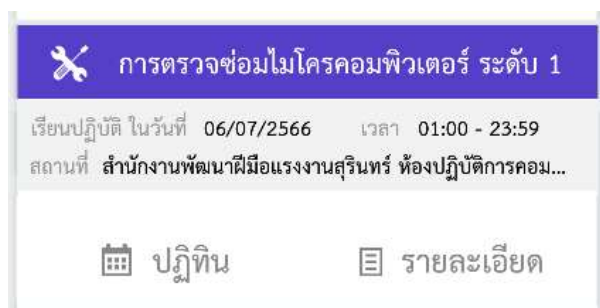 การตรวจซ่อมไมโครคอมพิวเตอร์ ระดับ 1
เรียนปฏิบัติ ในวันที่ 06/07/2566 เวลา 01:00 - 23:59
สถานที่ สำนักงานพัฒนาฝีมือแรงงานสุรินทร์ ห้องปฏิบัติการคอม...
ปฏิทิน รายละเอียด